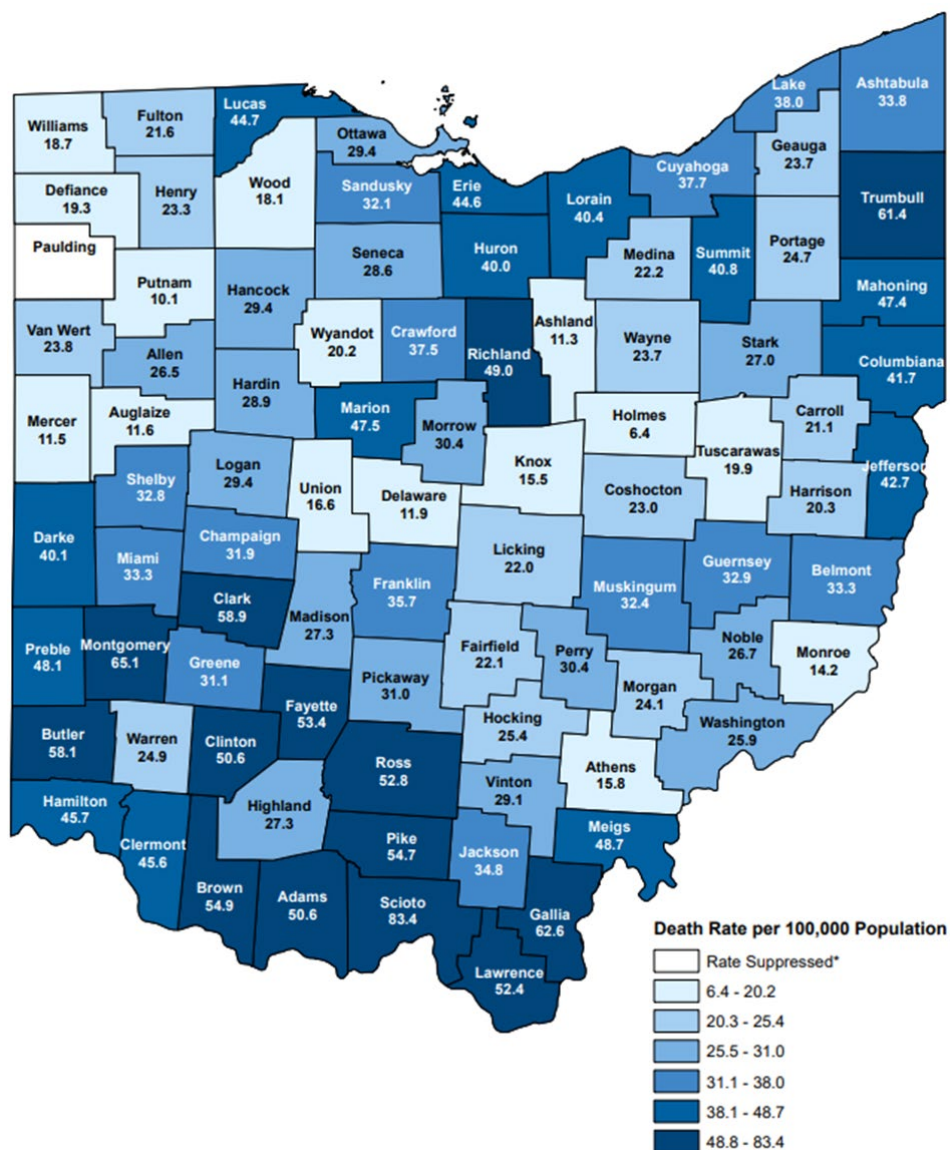 Lake
38.0
Ashtabula
33.8
Lucas
44.7
Fulton
21.6
Williams
18.7
Ottawa
29.4
Geauga
23.7
Cuyahoga
37.7
Defiance
19.3
Henry
23.3
Wood
18.1
Sandusky
32.1
Erie
44.6
Lorain
40.4
Trumbull
61.4
Paulding
Putnam
10.1
Hancock
29.4
Seneca
28.6
Huron
40.0
Medina
22.2
Summit
40.8
Portage
24.7
Mahoning
47.4
Van Wert
23.8
Allen
26.5
Wyandot
20.2
Crawford
37.5
Richland
49.0
Ashland
11.3
Wayne
23.7
Stark
27.0
Columbiana
41.7
Mercer
11.5
Auglaize
11.6
Hardin
28.9
Marion
47.5
Morrow
30.4
Holmes
6.4
Carroll
21.1
Tuscarawas
19.9
Jefferson
42.7
Shelby
32.8
Logan
29.4
Union
16.6
Delaware
11.9
Knox
15.5
Coshocton
23.0
Harrison
20.3
Darke
40.1
Miami
33.3
Champaign
31.9
Licking
22.0
Guernsey
32.9
Belmont
33.3
Clark
58.9
Madison
27.3
Franklin
35.7
Muskingum
32.4
Preble
48.1
Montgomery
65.1
Greene
31.1
Pickaway
31.0
Fairfield
22.1
Perry
30.4
Noble
26.7
Monroe
14.2
Morgan
24.1
Butler
58.1
Warren
24.9
Clinton
50.6
Fayette
53.4
Hocking
25.4
Washington
25.9
Ross
52.8
Athens
15.8
Vinton
29.1
Hamilton
45.7
Clermont
45.6
Highland
27.3
Pike
54.7
Jackson
34.8
Meigs
48.7
Brown
54.9
Adams
50.6
Scioto
83.4
Gallia
62.6
Lawrence
52.4
Death Rate per 100,000 Population
Rate Suppressed*
6.4 - 20.2
20.3 - 25.4
25.5 - 31.0
31.1 - 38.0
38.1 - 48.7
48.8 - 83.4